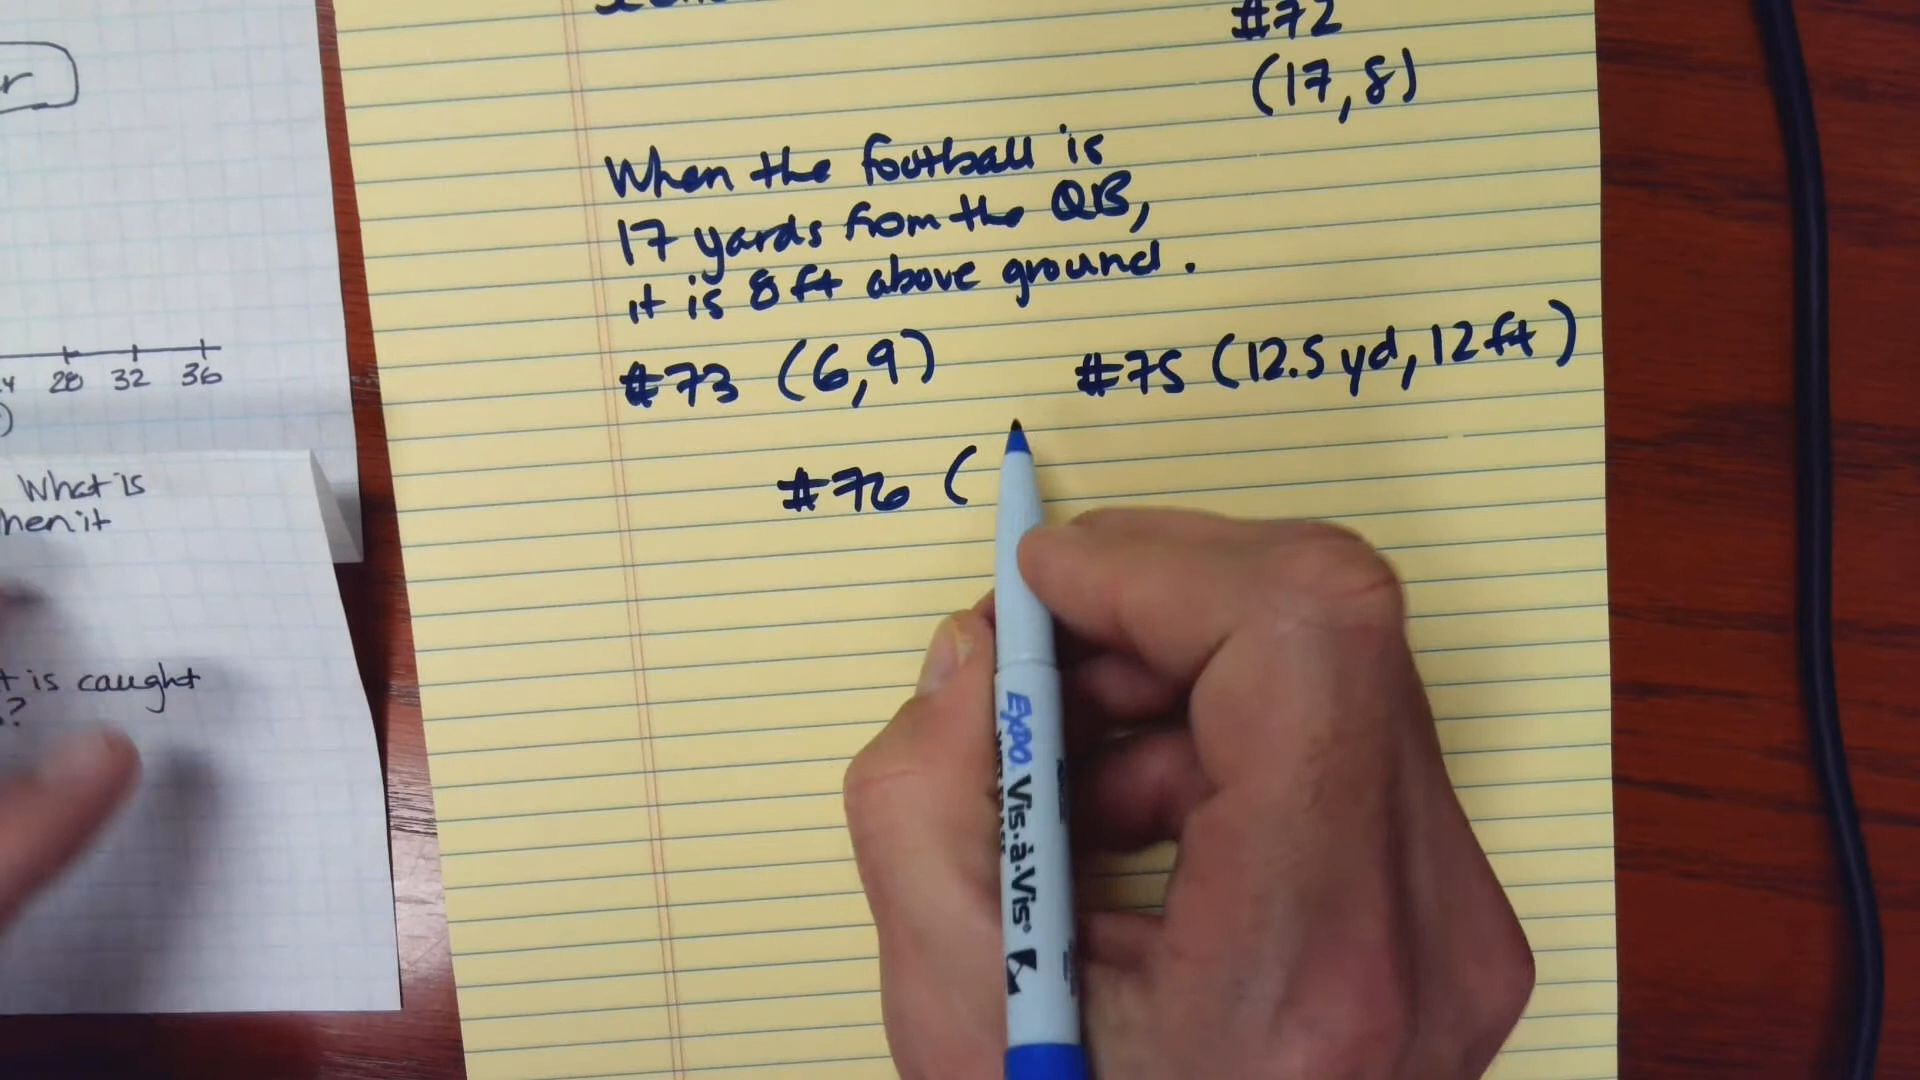 r
#72
(17,8)
When the football is
17 yards from the QB,
it is 8 ft above ground.
#73 (6,9)
#75 (12.5 yd, 12 ft)
#76 (
4 28 32 36
)
What is
hen it
t is caught
?
EXPO Vis·à·Vis